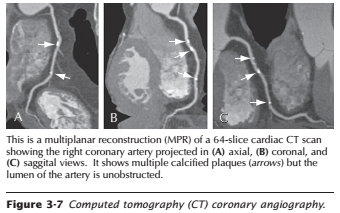 A
B
C
This is a multiplanar reconstruction (MPR) of a 64-slice cardiac CT scan
showing the right coronary artery projected in (A) axial, (B) coronal, and
(C) saggital views. It shows multiple calcified plaques (arrows) but the
lumen of the artery is unobstructed.
Figure 3-7 Computed tomography (CT) coronary angiography.